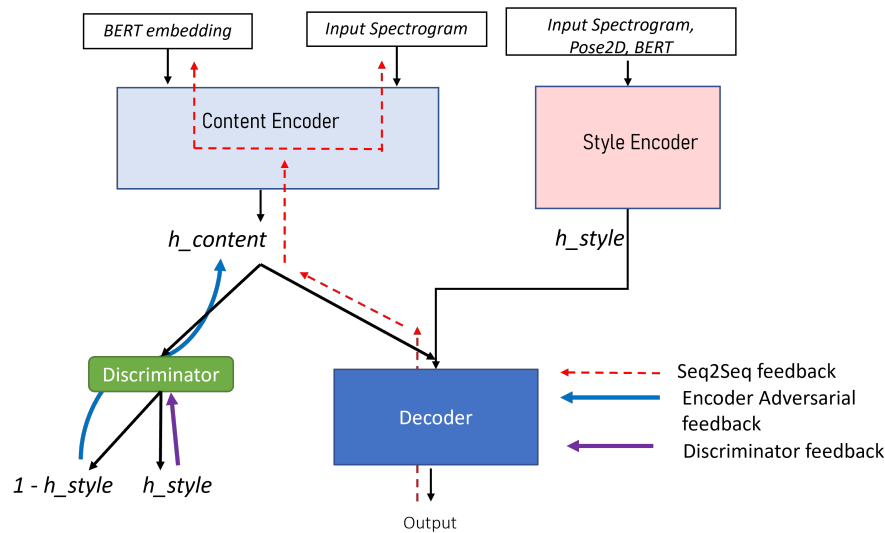 BERT embedding
Input Spectrogram
Input Spectrogram,
Pose2D, BERT
Content Encoder
Style Encoder
h_content
h_style
Discriminator
Decoder
Seq2Seq feedback
Encoder Adversarial
feedback
Discriminator feedback
1 - h_style
h_style
Output